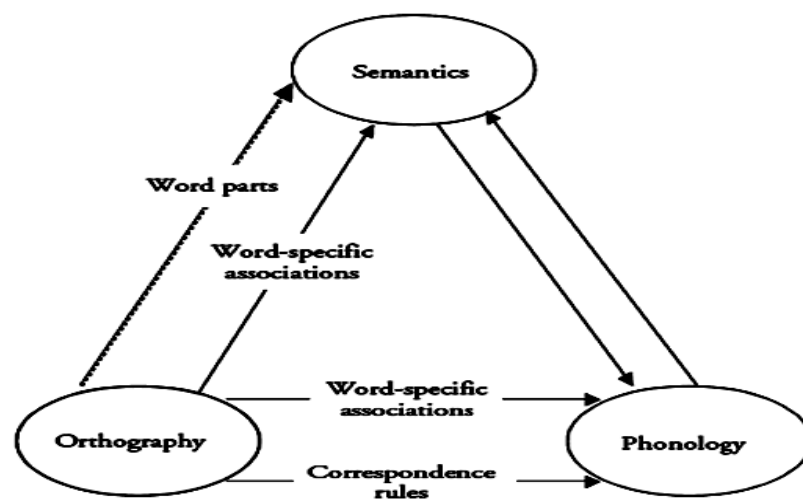 Semantics
Word parts
Word-specific
associations
Word-specific
associations
Orthography
Phonology
Correspondence
rules